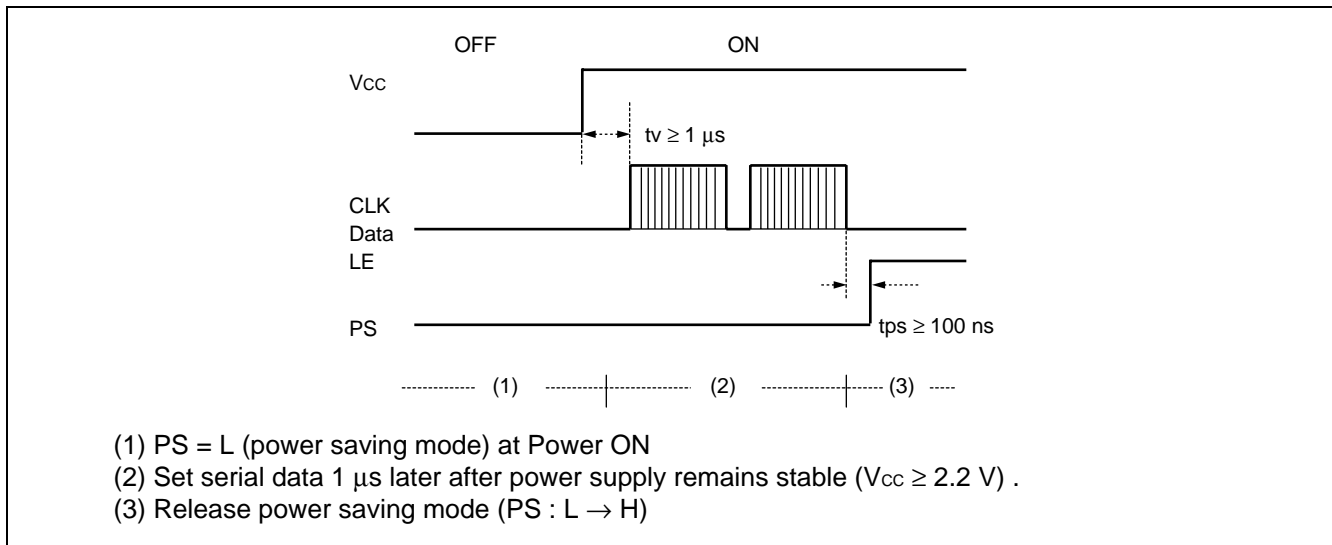 OFF ON
Vcc
tv ≥ 1 μs
CLK
Data
LE
PS
tps ≥ 100 ns
(1) (2) (3)
(1) PS = L (power saving mode) at Power ON
(2) Set serial data 1 μs later after power supply remains stable (Vcc ≥ 2.2 V) .
(3) Release power saving mode (PS : L → H)